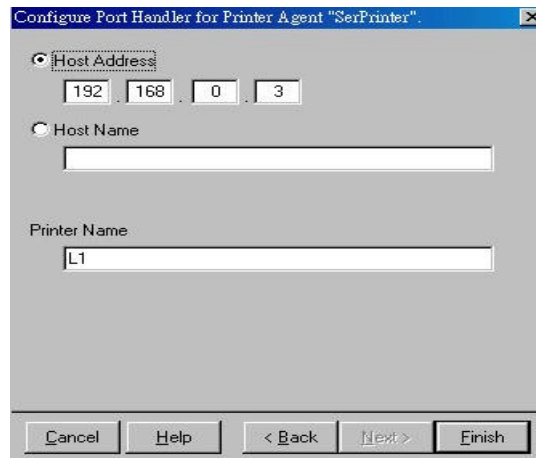 Configure Port Handler for Printer Agent "SerPrinter".
Host Address
192 . 168 . 0 . 3
Host Name
Printer Name
L1
Cancel Help < Back Next > Finish